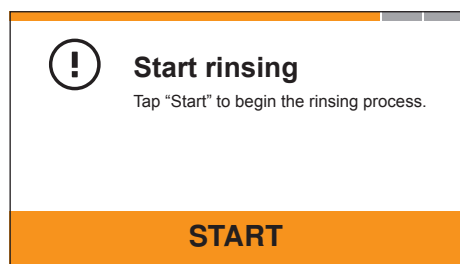 Start rinsing
Tap “Start” to begin the rinsing process.
START